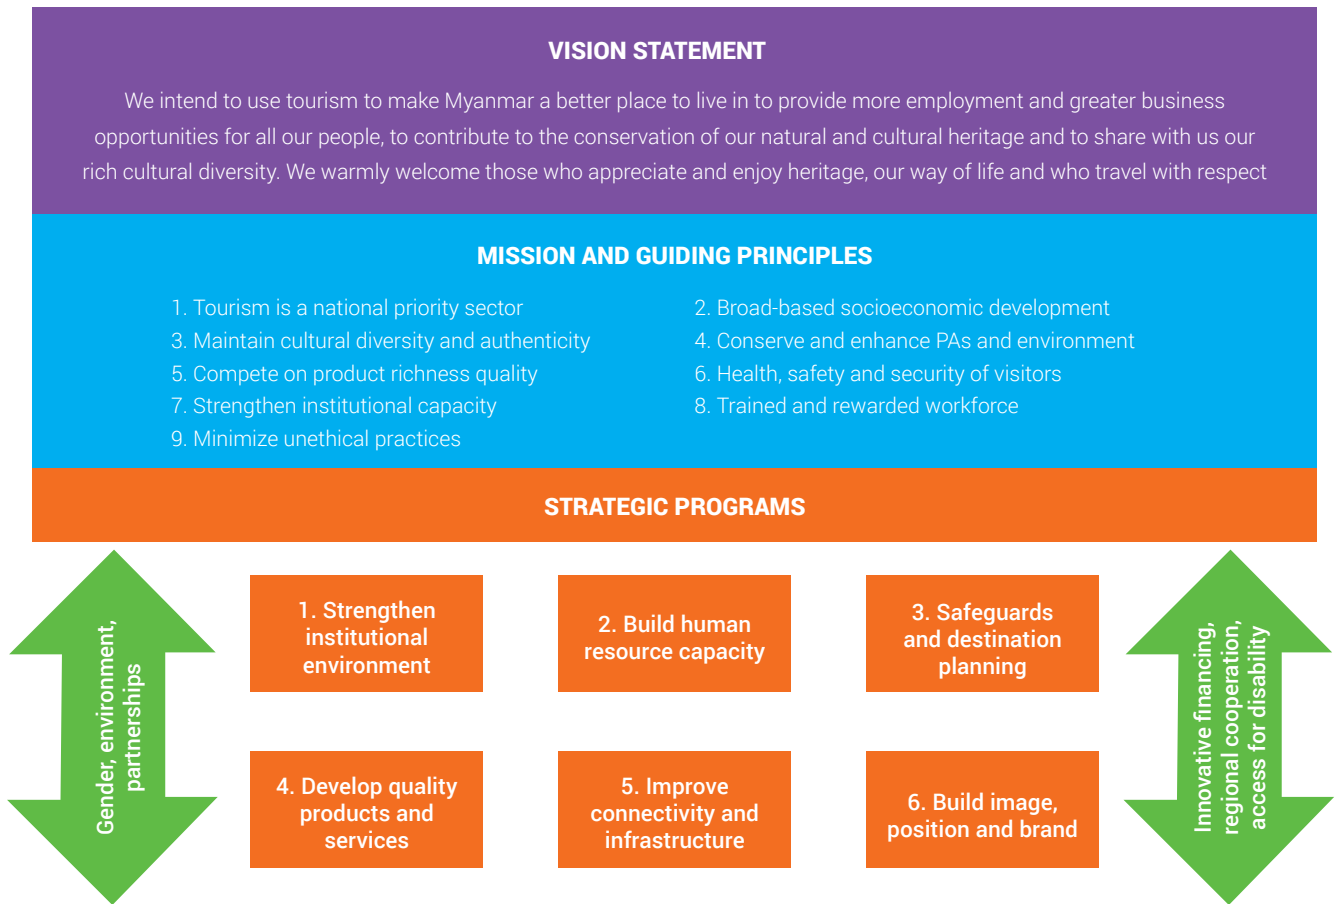 VISION STATEMENT
We intend to use tourism to make Myanmar a better place to live in to provide more employment and greater business
opportunities for all our people, to contribute to the conservation of our natural and cultural heritage and to share with us our
rich cultural diversity. We warmly welcome those who appreciate and enjoy heritage, our way of life and who travel with respect
MISSION AND GUIDING PRINCIPLES
1. Tourism is a national priority sector
2. Broad-based socioeconomic development
3. Maintain cultural diversity and authenticity
4. Conserve and enhance PAs and environment
5. Compete on product richness quality
6. Health, safety and security of visitors
7. Strengthen institutional capacity
8. Trained and rewarded workforce
9. Minimize unethical practices
STRATEGIC PROGRAMS
Gender, environment,
partnerships
1. Strengthen
institutional
environment
2. Build human
resource capacity
3. Safeguards
and destination
planning
4. Develop quality
products and
services
5. Improve
connectivity and
infrastructure
6. Build image,
position and brand
Innovative financing,
regional cooperation,
access for disability